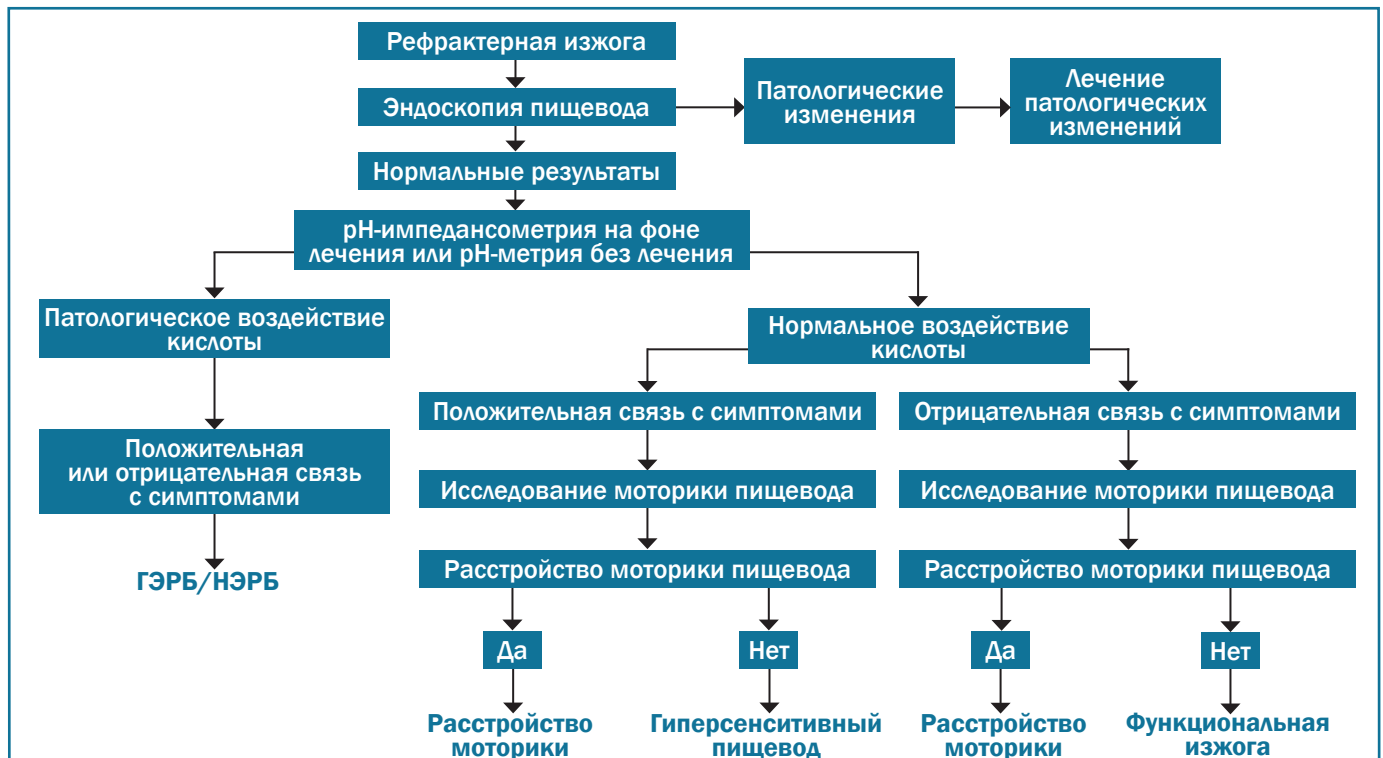 Рефрактерная изжога
Эндоскопия пищевода
Патологические
изменения
Лечение
патологических
изменений
Нормальные результаты
pH-импедансометрия на фоне
лечения или pH-метрия без лечения
Патологическое воздействие
кислоты
Нормальное воздействие
кислоты
Положительная
или отрицательная связь
с симптомами
ГЭРБ/НЭРБ
Положительная связь с симптомами
Отрицательная связь с симптомами
Исследование моторики пищевода
Исследование моторики пищевода
Расстройство моторики пищевода
Расстройство моторики пищевода
Да
Нет
Да
Нет
Расстройство
моторики
Гиперсенситивный
пищевод
Расстройство
моторики
Функциональная
изжога